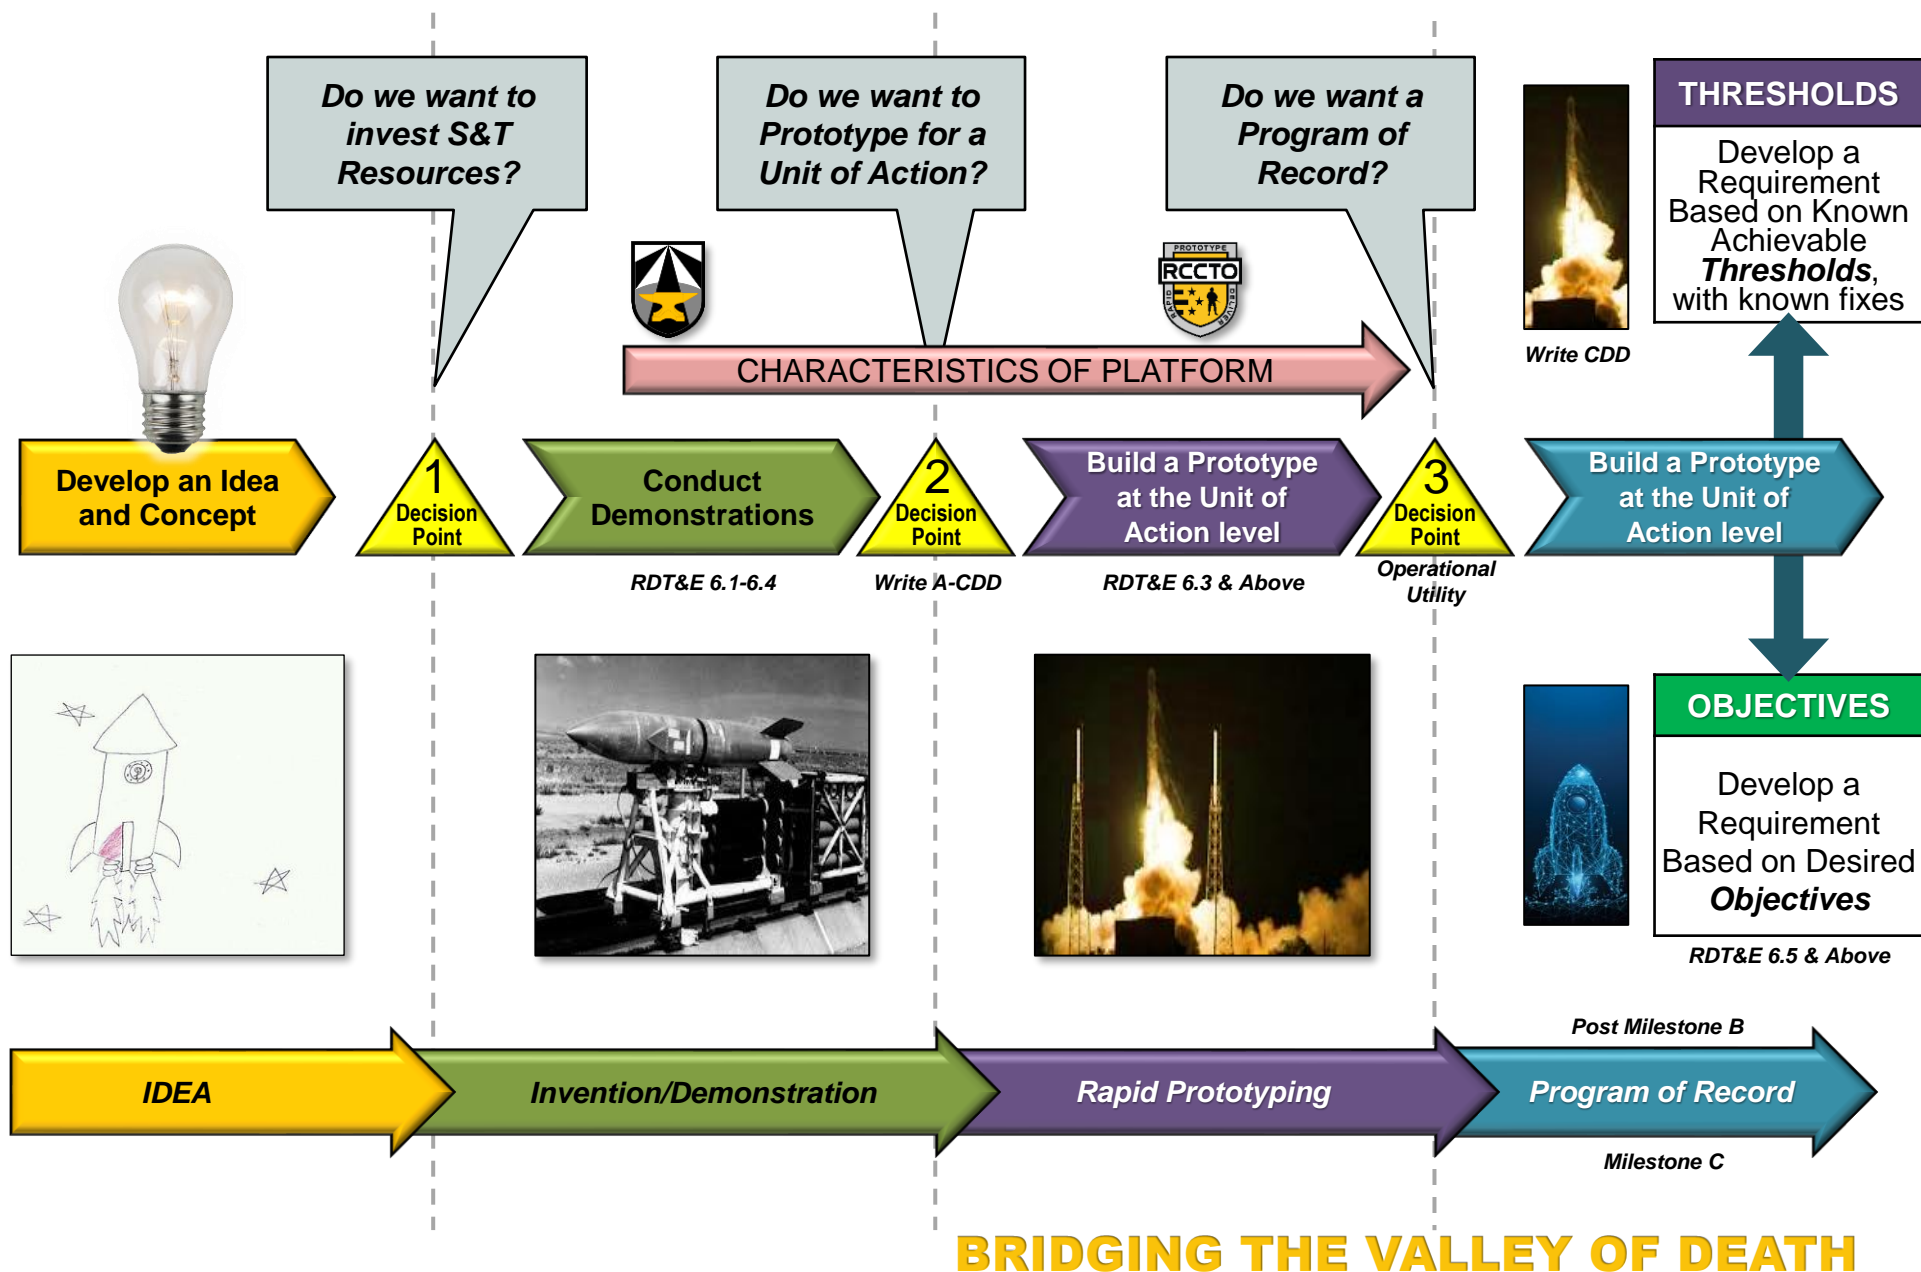 Do we want to
invest S&T
Resources?
Do we want to
Prototype for a
Unit of Action?
Do we want a
Program of
Record?
THRESHOLDS
Develop a
Requirement
Based on Known
Achievable
Thresholds,
with known fixes
PROTOTYPE
RCCTO
RAPID
DELIVER
Write CDD
CHARACTERISTICS OF PLATFORM
Develop an Idea
and Concept
1
Decision
Point
Conduct
Demonstrations
2
Decision
Point
Build a Prototype
at the Unit of
Action level
3
Decision
Point
Build a Prototype
at the Unit of
Action level
RDT&E 6.1-6.4
Write A-CDD
RDT&E 6.3 & Above
Operational
Utility
OBJECTIVES
Develop a
Requirement
Based on Desired
Objectives
RDT&E 6.5 & Above
Post Milestone B
IDEA
Invention/Demonstration
Rapid Prototyping
Program of Record
Milestone C
BRIDGING THE VALLEY OF DEATH